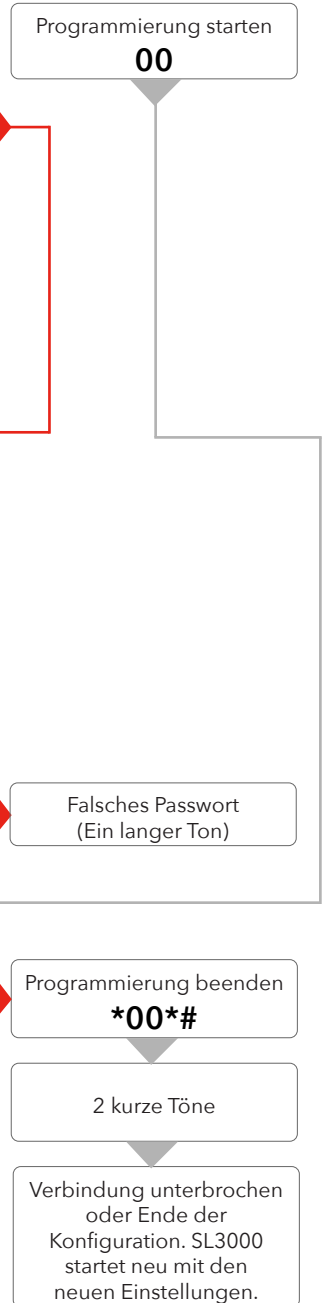 Programmierung starten
00
Falsches Passwort
(Ein langer Ton)
Programmierung beenden
*00*#
2 kurze Töne
Verbindung unterbrochen
oder Ende der
Konfiguration. SL3000
startet neu mit den
neuen Einstellungen.